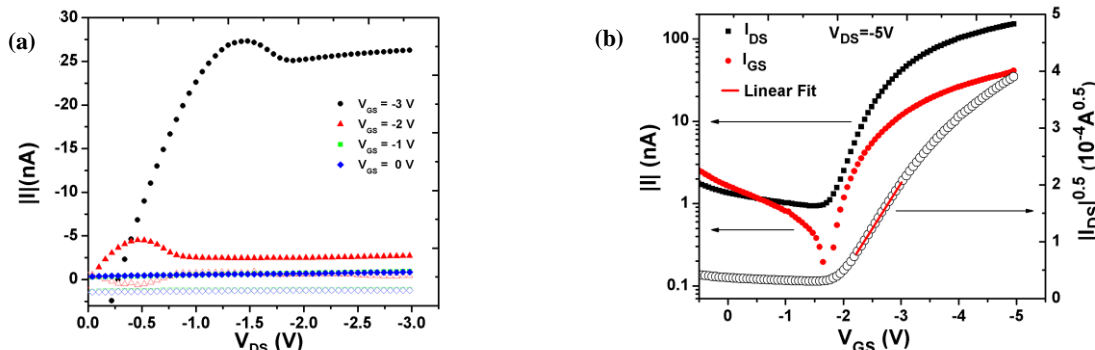 (a)
30
-25
-20
-15
-10
-5
0
|I|(nA)
V_GS = -3 V
V_GS = -2 V
V_GS = -1 V
V_GS = 0 V
0.0 -0.5 -1.0 -1.5 -2.0 -2.5 -3.0
V_DS (V)
(b)
100
10
1
0.1
|I| (nA)
I_DS V_DS=-5V
I_GS
Linear Fit
5
4
3
2
1
0
|I_DS|^0.5 (10^-4 A^0.5)
0 -1 -2 -3 -4 -5
V_GS (V)